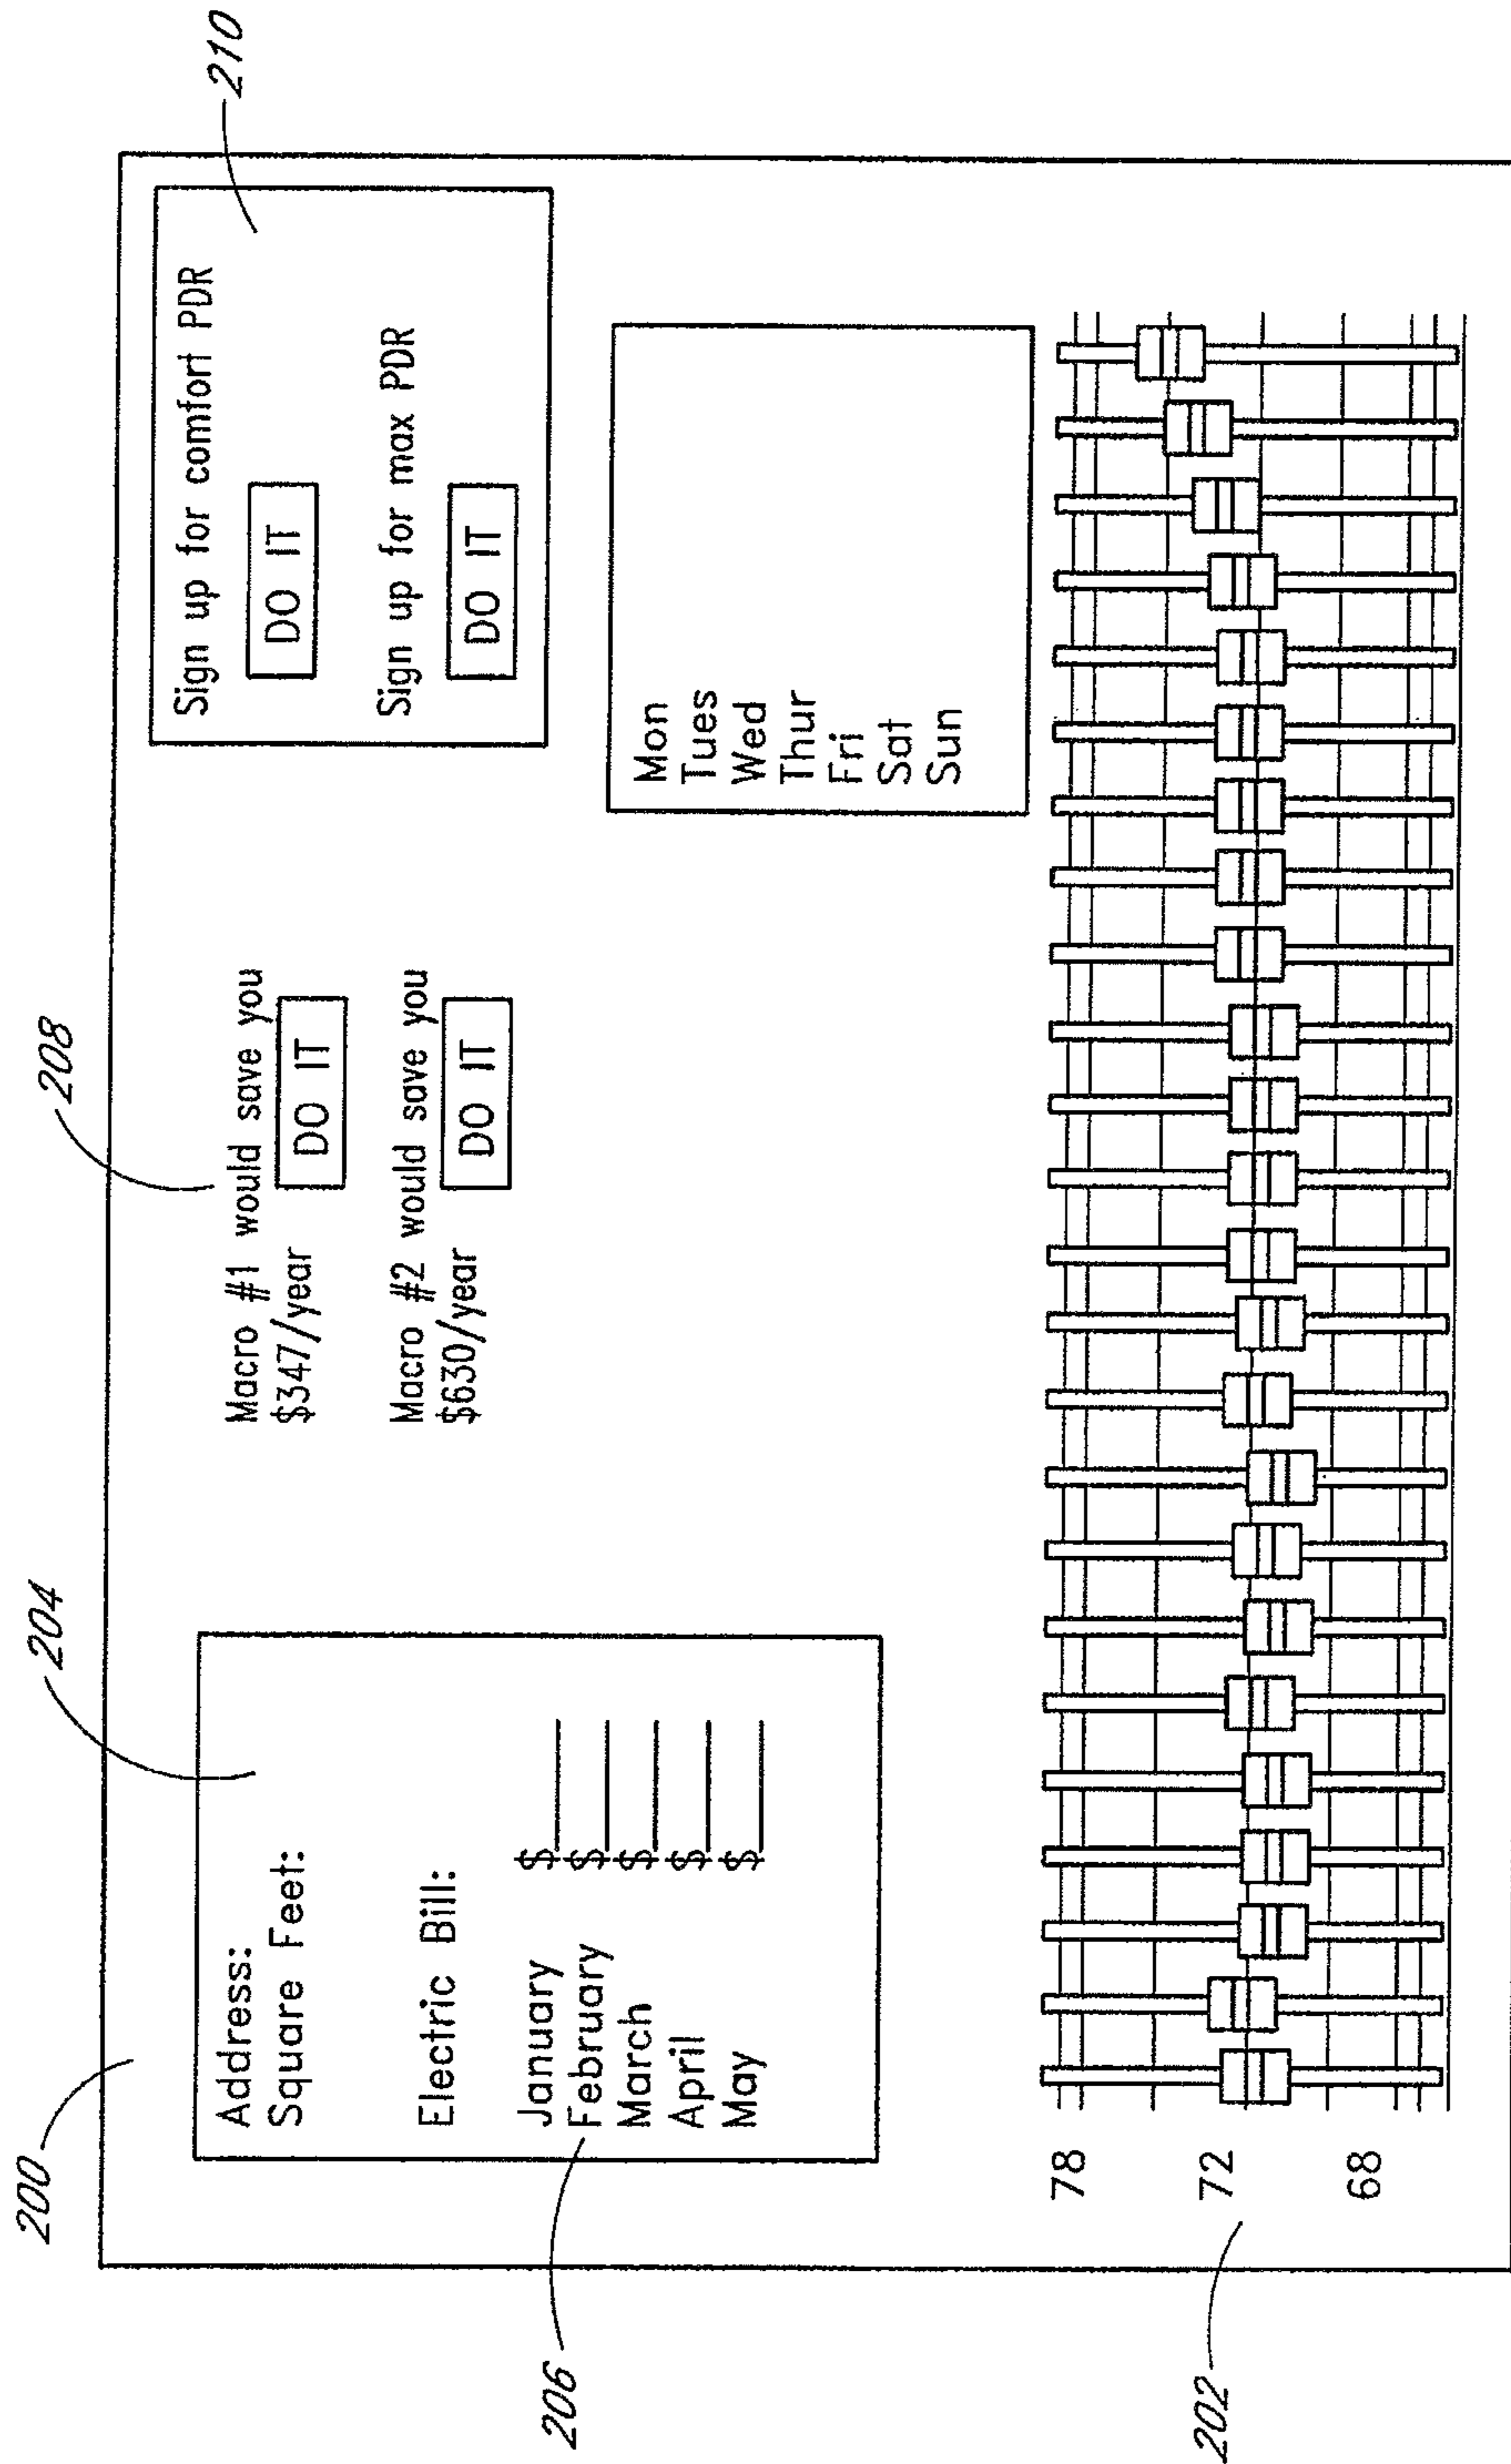 200
204
208
210
Address:
Square Feet:
Electric Bill:
January $
February $
March $
April $
May $
206
Macro #1 would save you
$347/year DO IT
Macro #2 would save you
$630/year DO IT
Sign up for comfort PDR
DO IT
Sign up for max PDR
DO IT
Mon
Tues
Wed
Thur
Fri
Sat
Sun
78
72
68
202